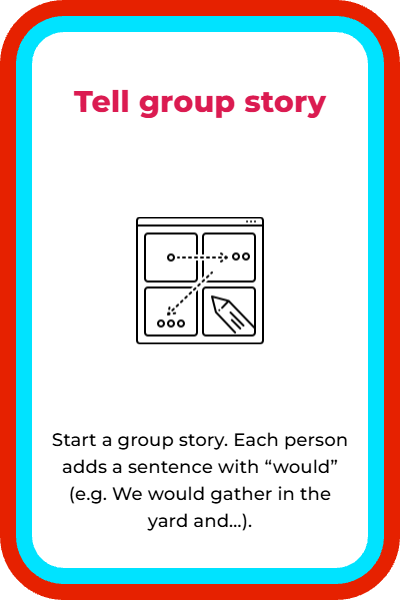 Tell group story
Start a group story. Each person
adds a sentence with “would”
(e.g. We would gather in the
yard and...).